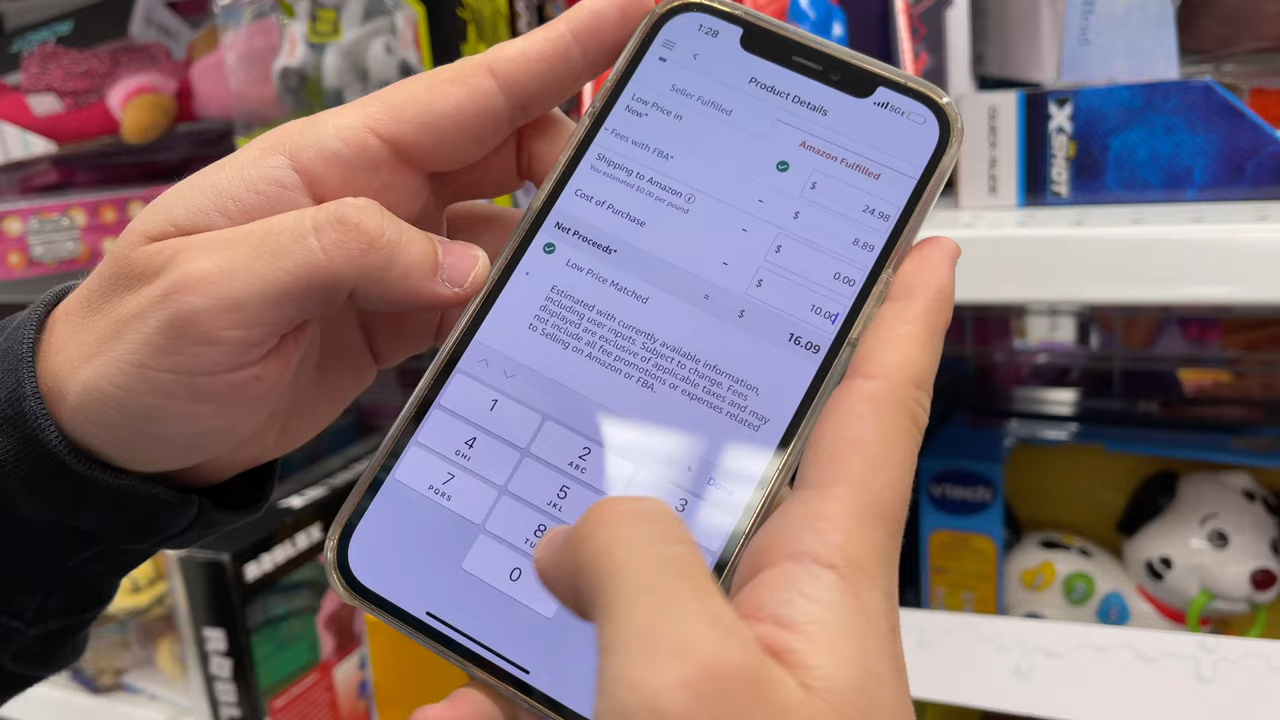 1:28
5GE
Product Details
Seller Fulfilled
Amazon Fulfilled
Low Price in
New*
$ 24.98
Fees with FBA*
- $ 8.89
Shipping to Amazon
You estimated $0.00 per pound
- $ 0.00
Cost of Purchase
- $ 10.00
Net Proceeds*
= $ 16.09
Low Price Matched
* Estimated with currently available information,
including user inputs. Subject to change. Fees
displayed are exclusive of applicable taxes and may
not include all fee promotions or expenses related
to Selling on Amazon or FBA.
Done
1
2
ABC
3
4
GHI
5
JKL
7
PQRS
8
0
X-SHOT
vtech